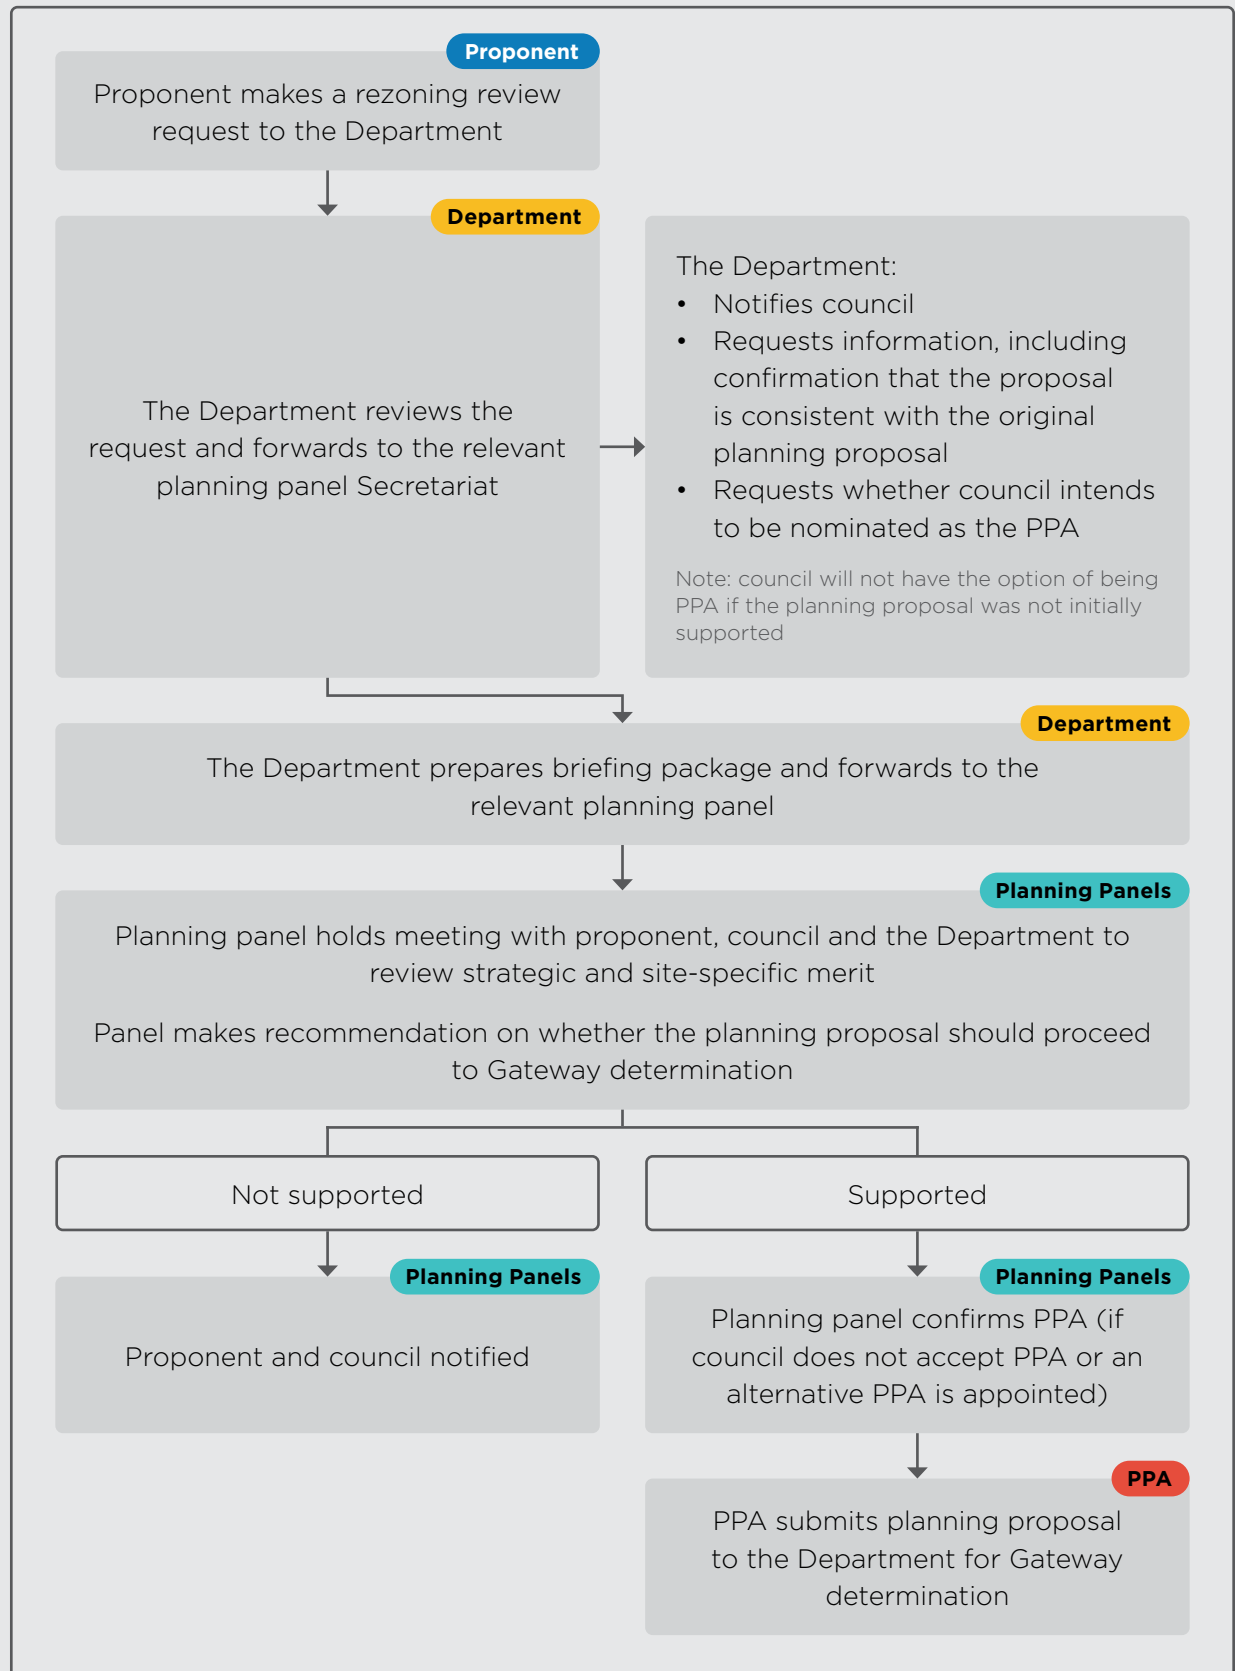 Proponent
Proponent makes a rezoning review
request to the Department
Department
The Department reviews the
request and forwards to the relevant
planning panel Secretariat
The Department:
• Notifies council
• Requests information, including
confirmation that the proposal
is consistent with the original
planning proposal
• Requests whether council intends
to be nominated as the PPA
Note: council will not have the option of being
PPA if the planning proposal was not initially
supported
Department
The Department prepares briefing package and forwards to the
relevant planning panel
Planning Panels
Planning panel holds meeting with proponent, council and the Department to
review strategic and site-specific merit
Panel makes recommendation on whether the planning proposal should proceed
to Gateway determination
Not supported
Supported
Planning Panels
Proponent and council notified
Planning Panels
Planning panel confirms PPA (if
council does not accept PPA or an
alternative PPA is appointed)
PPA
PPA submits planning proposal
to the Department for Gateway
determination